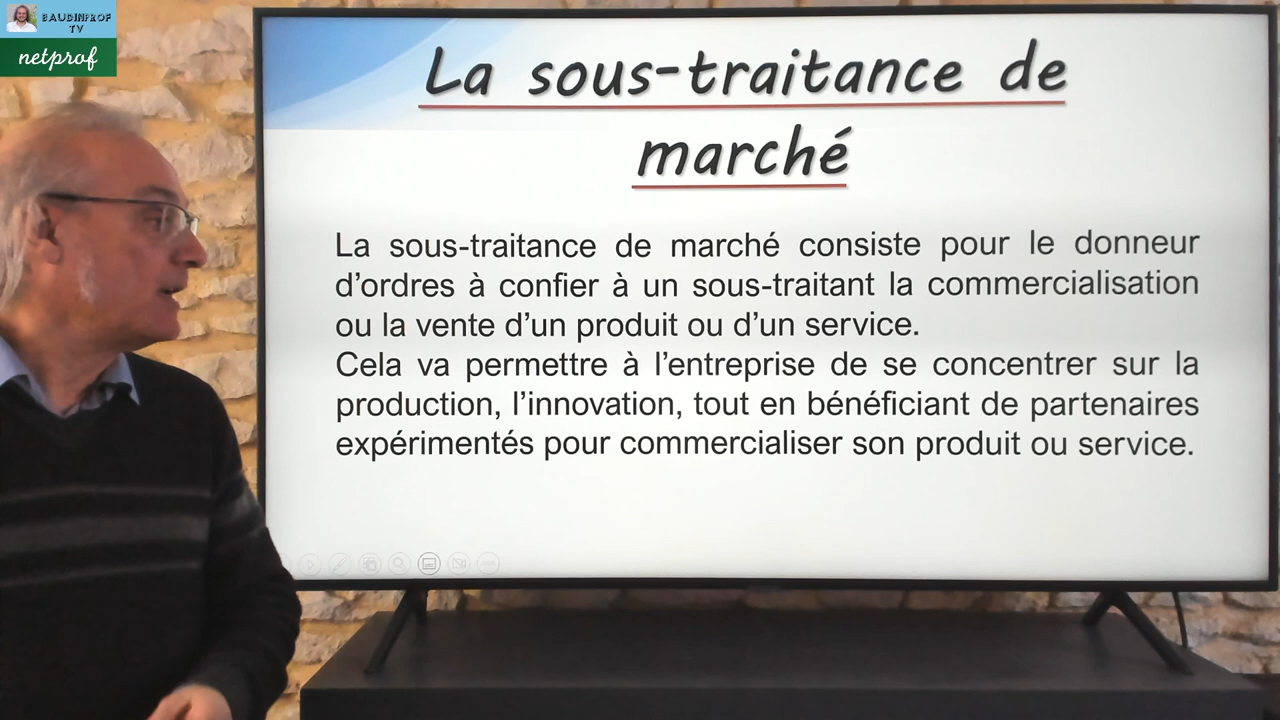 BAUDINPROF
TV
netprof
La sous-traitance de
marché
La sous-traitance de marché consiste pour le donneur
d'ordres à confier à un sous-traitant la commercialisation
ou la vente d'un produit ou d'un service.
Cela va permettre à l'entreprise de se concentrer sur la
production, l'innovation, tout en bénéficiant de partenaires
expérimentés pour commercialiser son produit ou service.